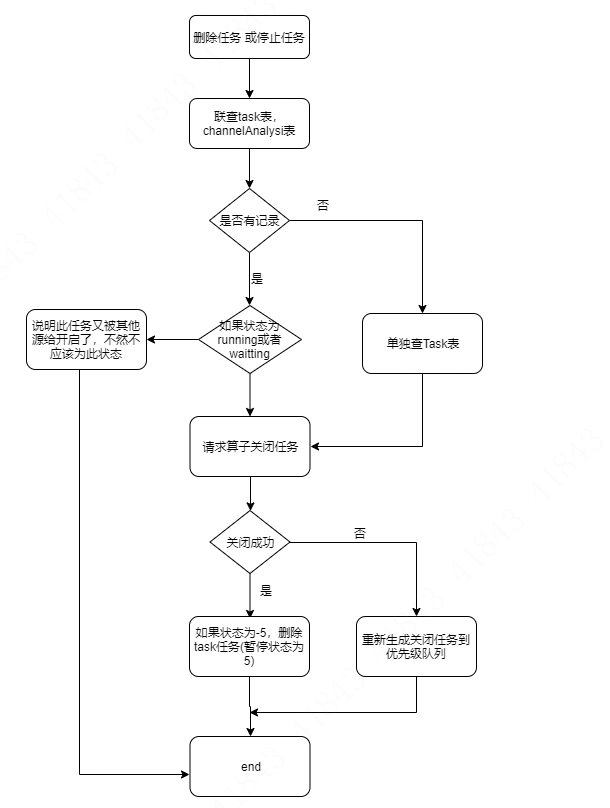 删除任务 或停止任务
联查task表，
channelAnalysi表
是否有记录
否
是
说明此任务又被其他
源给开启了，不然不
应该为此状态
如果状态为
running或者
waitting
单独查Task表
请求算子关闭任务
关闭成功
否
是
如果状态为-5，删除
task任务(暂停状态为
5)
重新生成关闭任务到
优先级队列
end
41813 41813
41813 41813
41813 41813